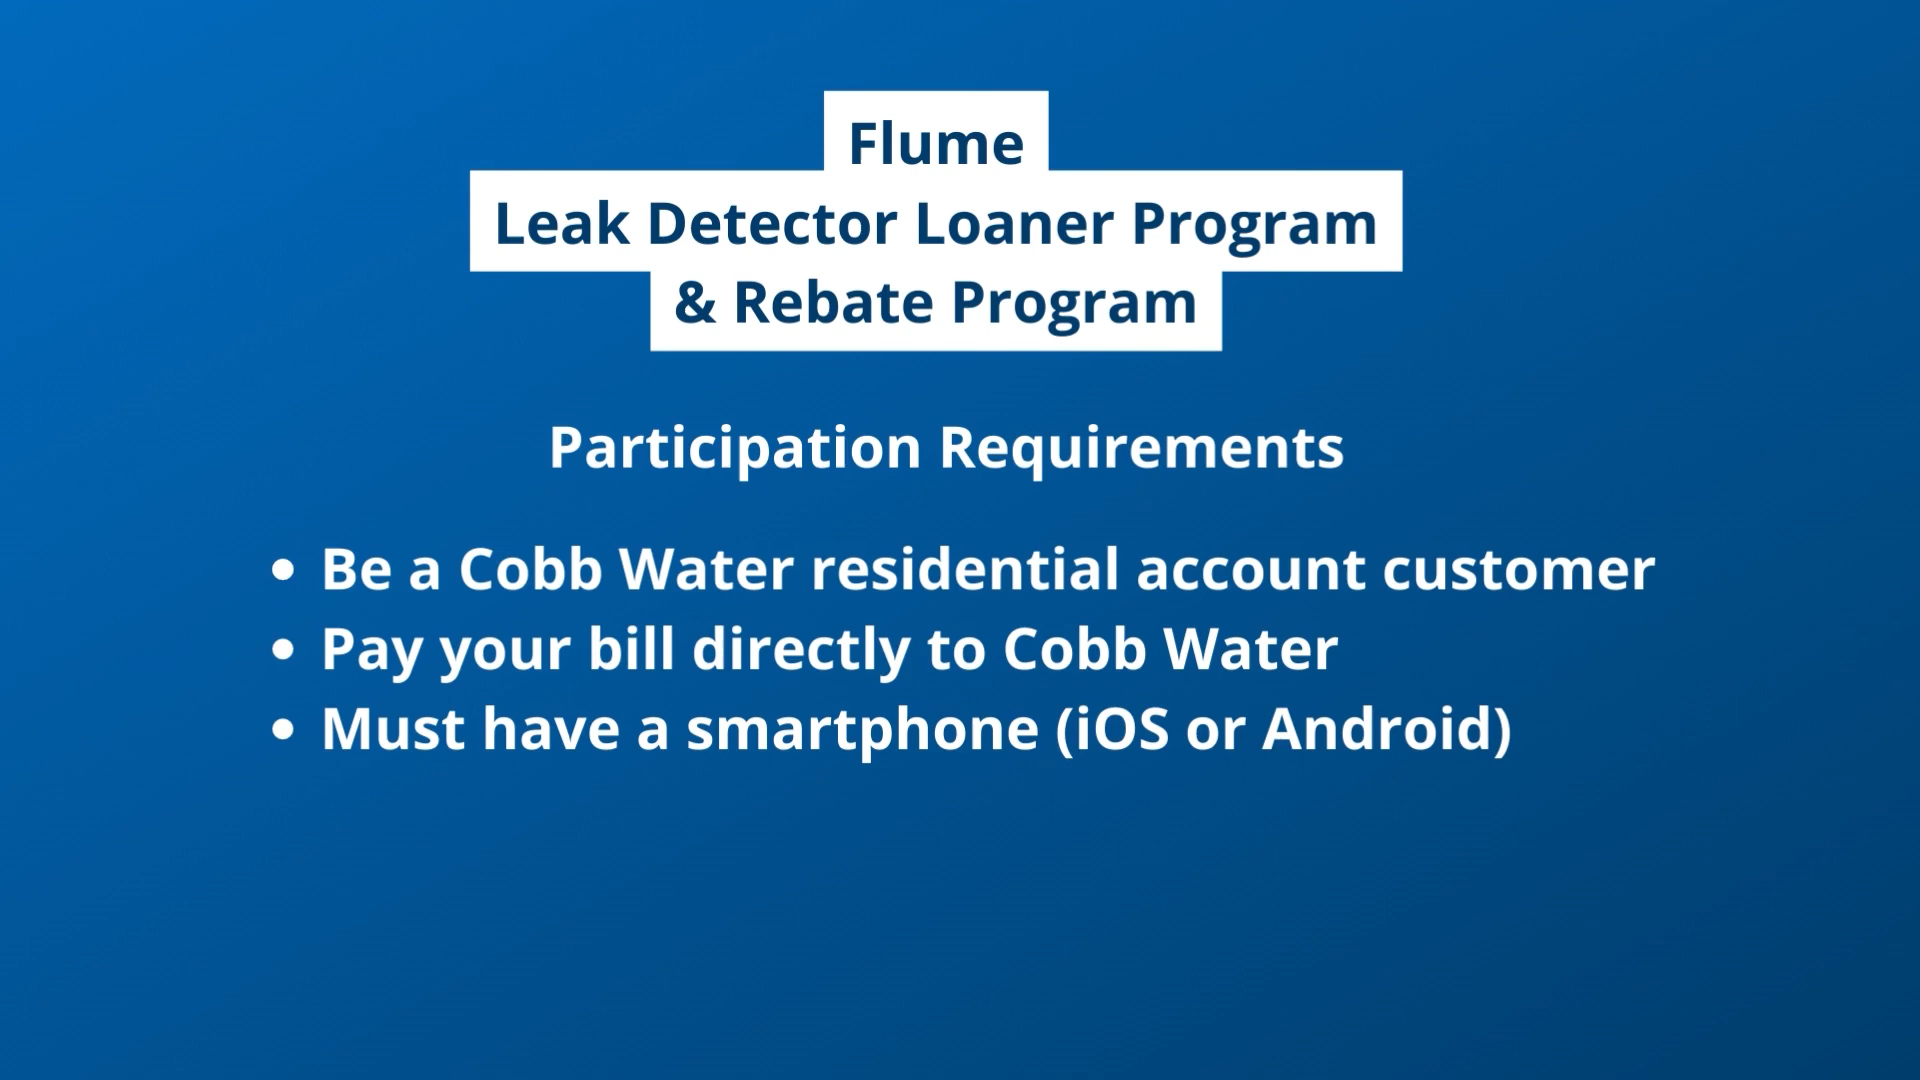 Flume
Leak Detector Loaner Program
& Rebate Program
Participation Requirements
• Be a Cobb Water residential account customer
• Pay your bill directly to Cobb Water
• Must have a smartphone (iOS or Android)